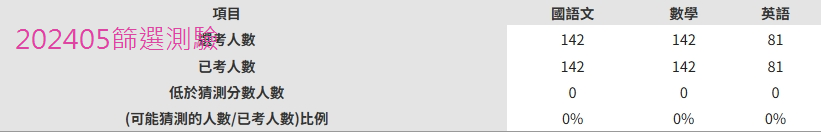 項目 國語文 數學 英語
202405篩選測驗
選考人數 142 142 81
已考人數 142 142 81
低於猜測分數人數 0 0 0
(可能猜測的人數/已考人數)比例 0% 0% 0%